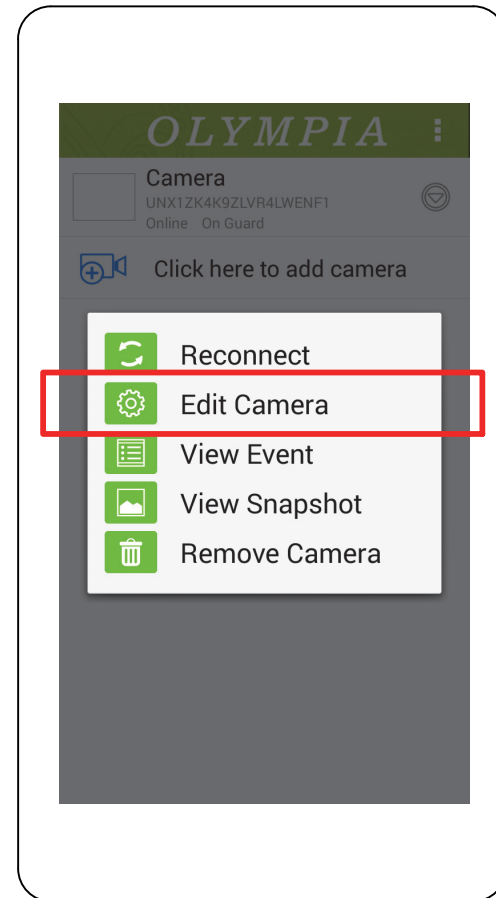 OLYMPIA
Camera
UNX1ZK4K9ZLVR4LWENF1
Online On Guard
Click here to add camera
Reconnect
Edit Camera
View Event
View Snapshot
Remove Camera